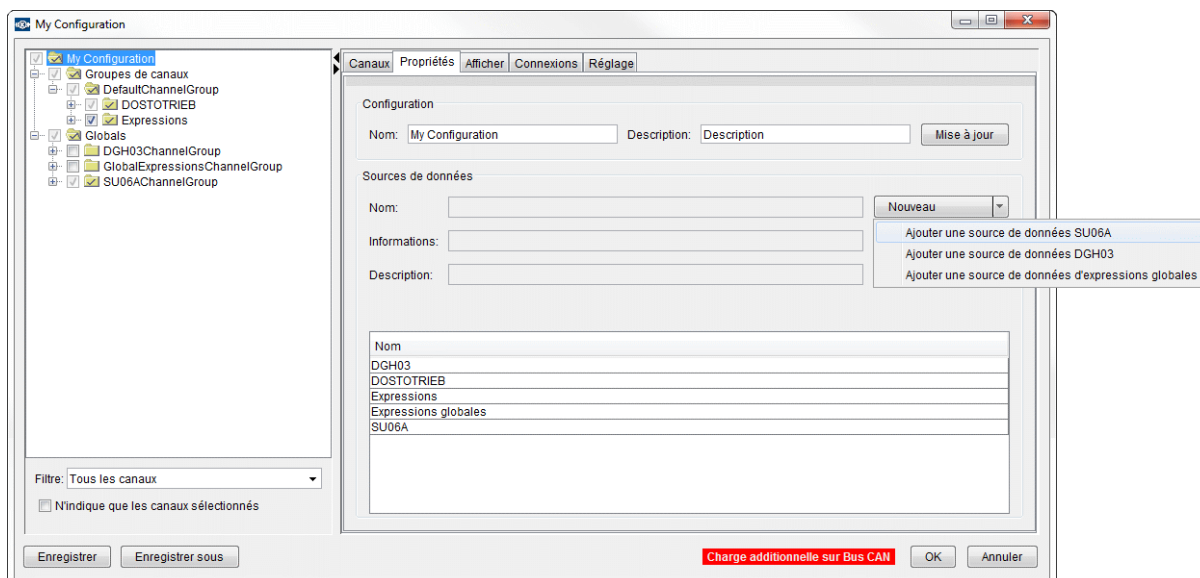 My Configuration
My Configuration
Groupes de canaux
DefaultChannelGroup
DOSTOTRIEB
Expressions
Globals
DGH03ChannelGroup
GlobalExpressionsChannelGroup
SU06AChannelGroup
Filtre: Tous les canaux
N'indique que les canaux sélectionnés
Canaux Propriétés Afficher Connexions Réglage
Configuration
Nom: My Configuration Description: Description Mise à jour
Sources de données
Nom: Nouveau
Ajouter une source de données SU06A
Informations:
Ajouter une source de données DGH03
Description:
Ajouter une source de données d'expressions globales
Nom
DGH03
DOSTOTRIEB
Expressions
Expressions globales
SU06A
Enregistrer Enregistrer sous Charge additionnelle sur Bus CAN OK Annuler